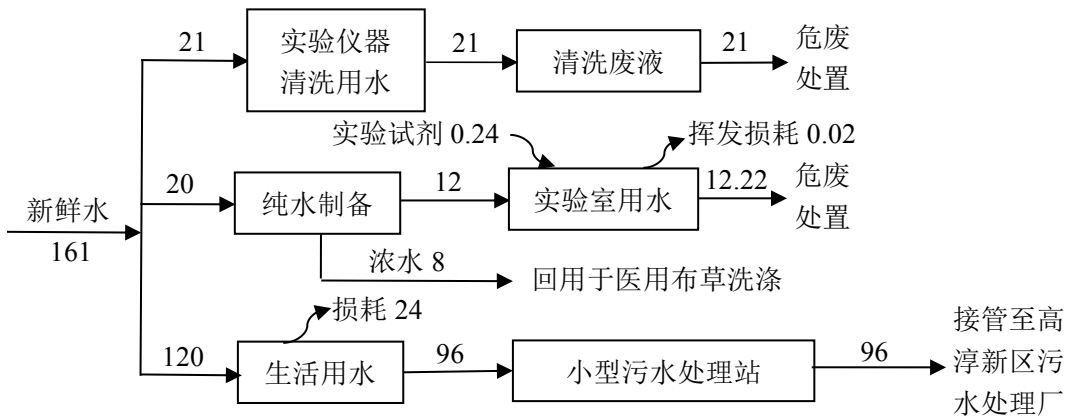 21
实验仪器
清洗用水
21
清洗废液
21
危废
处置
实验试剂 0.24
挥发损耗 0.02
新鲜水
161
20
纯水制备
12
实验室用水
12.22
危废
处置
浓水 8
回用于医用布草洗涤
损耗 24
120
生活用水
96
小型污水处理站
96
接管至高
淳新区污
水处理厂